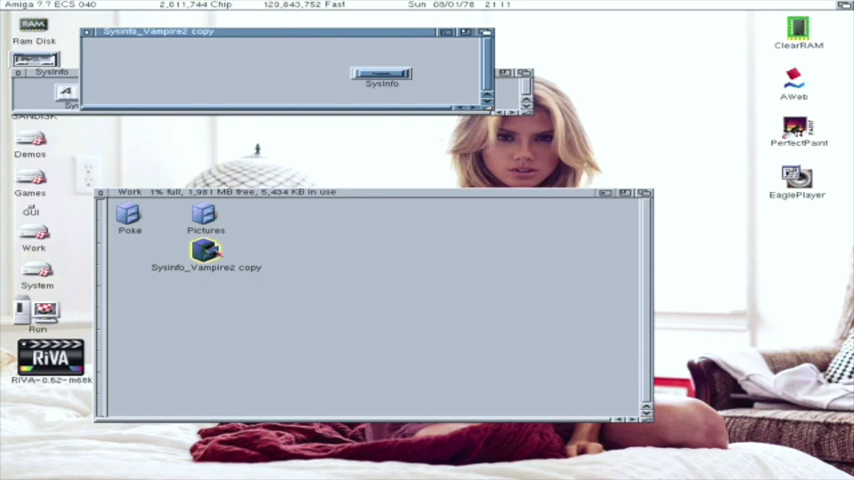 Amiga ? ? ECS 040 2,011,744 Chip 120,843,752 Fast Sun 08/01/78 21 11
Ram Disk
Sysinfo_Vampire2 copy
SysInfo
SysInfo
Sy
SANDISK
Demos
Games
GUI
Work
System
Run
RiVA
RiVA-0.52-m68k
ClearRAM
AWeb
PerfectPaint
EaglePlayer
Work 1% full, 1,981 MB free, 5,434 KB in use
Poke
Pictures
Sysinfo_Vampire2 copy